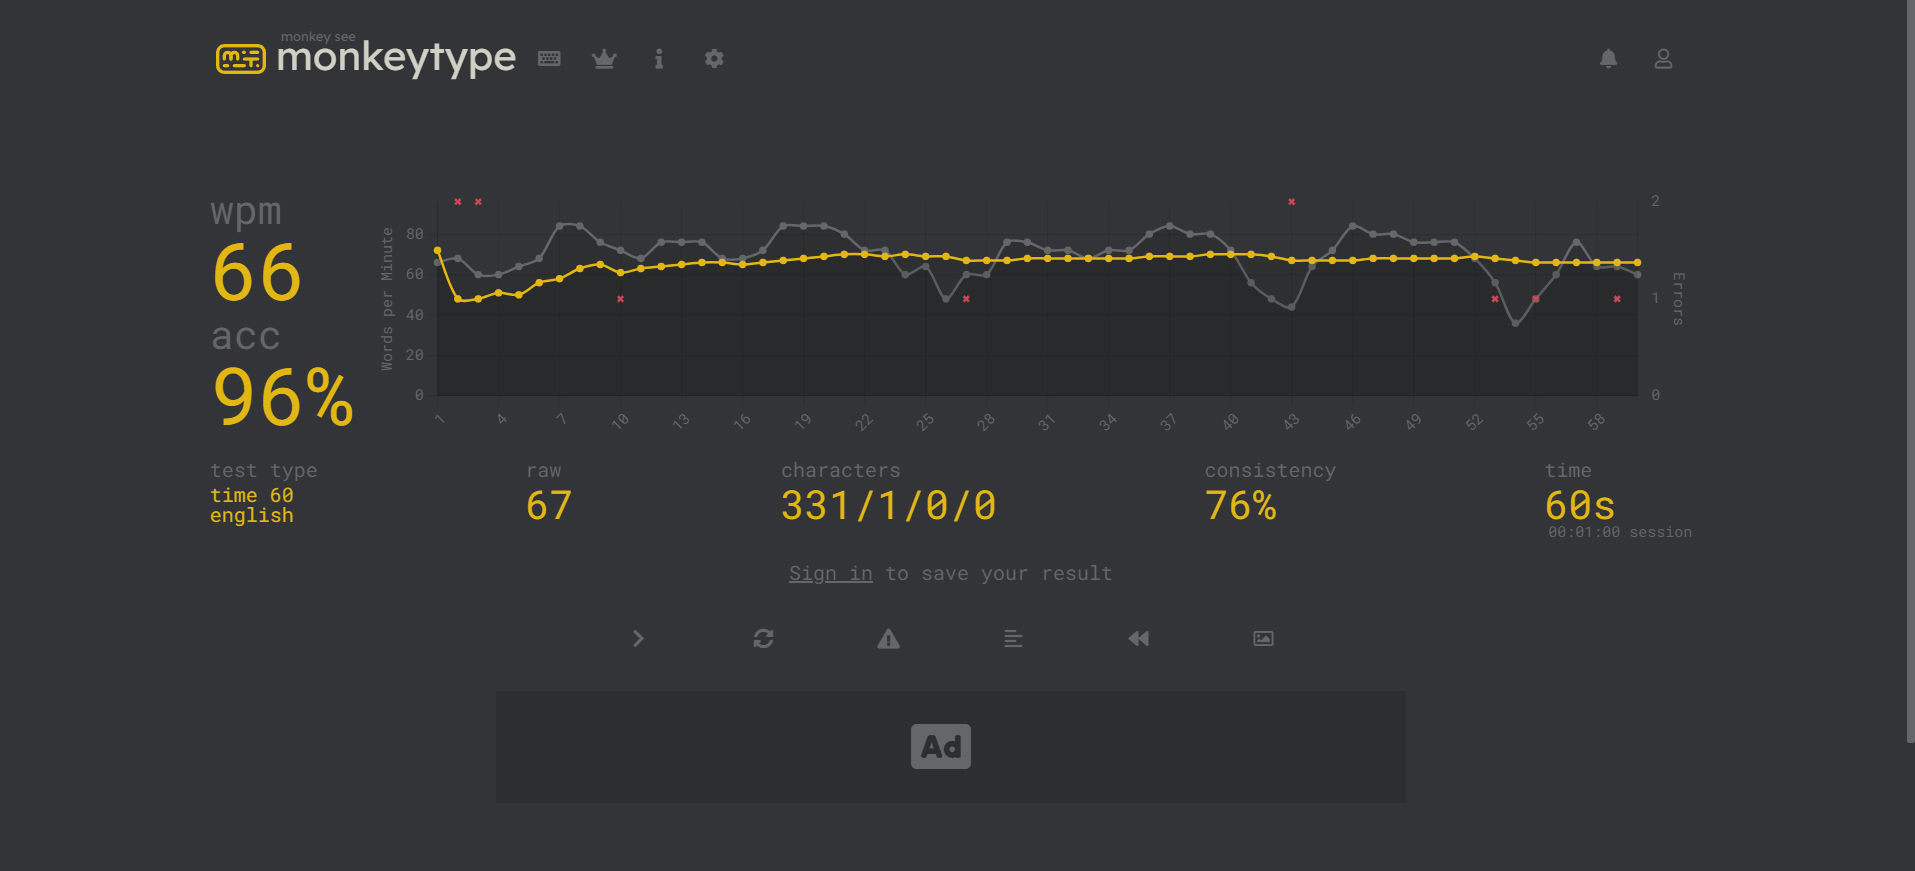 monkey see
monkeytype
wpm
66
acc
96%
Words per Minute
80
60
40
20
0
1 4 7 10 13 16 19 22 25 28 31 34 37 40 43 46 49 52 55 58
2
1
0
Errors
test type
time 60
english
raw
67
characters
331/1/0/0
consistency
76%
time
60s
00:01:00 session
Sign in to save your result
Ad